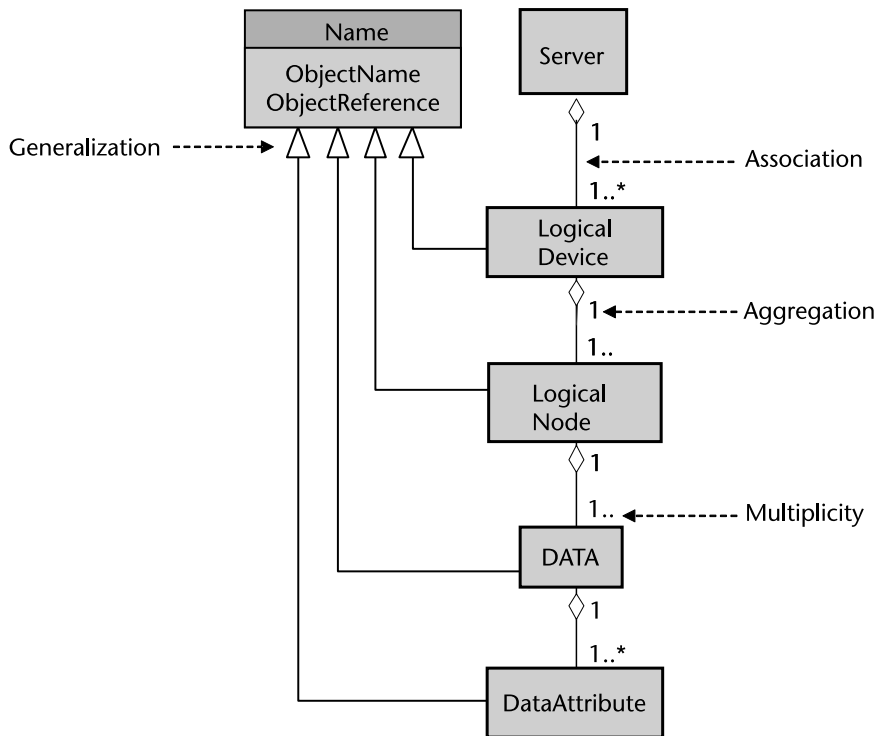 Name
ObjectName
ObjectReference
Server
Generalization
1
Association
1..*
Logical
Device
1
Aggregation
1..
Logical
Node
1
1..
Multiplicity
DATA
1
1..*
DataAttribute